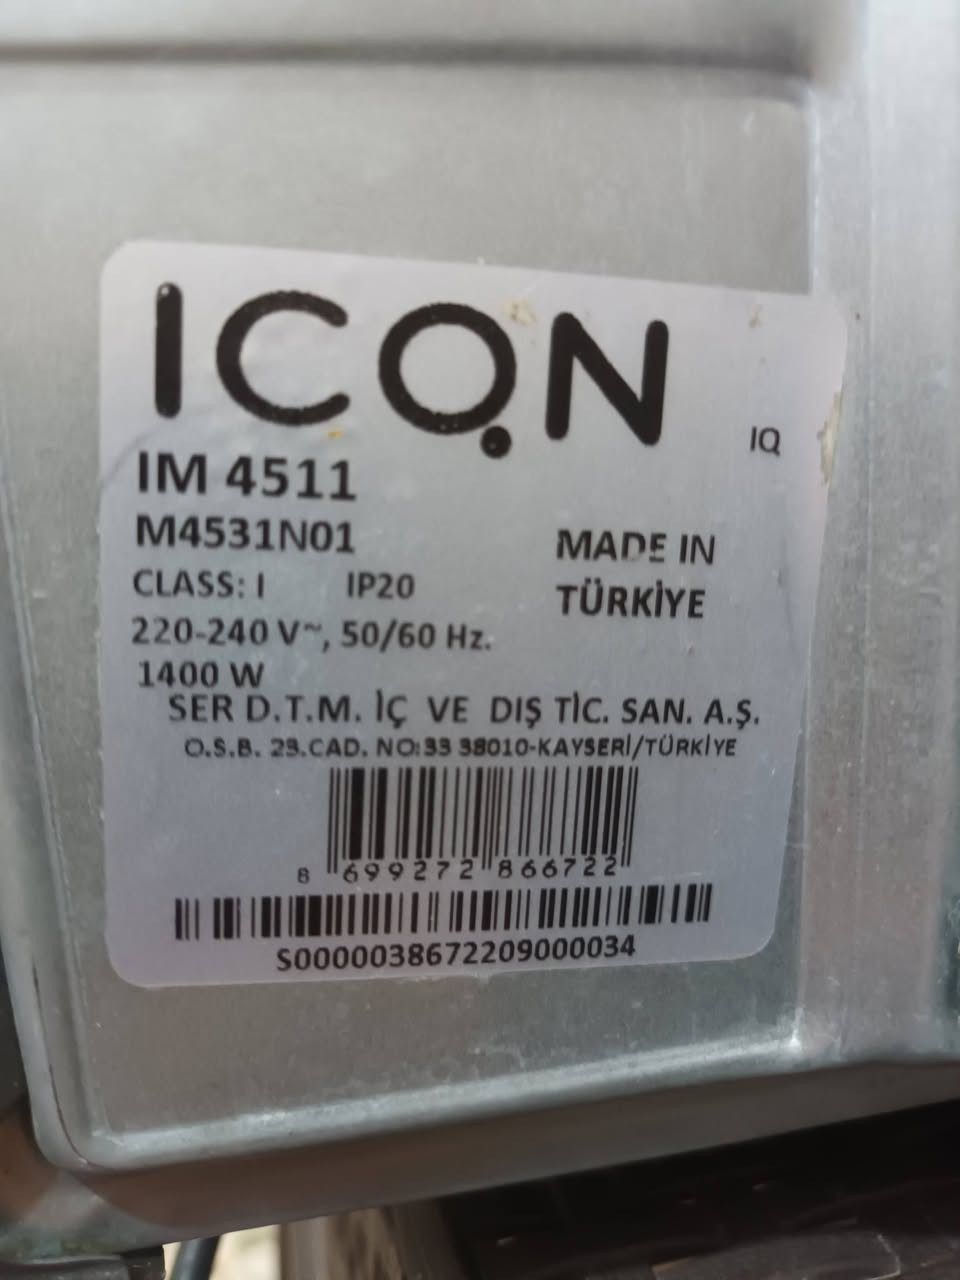 ICON
IQ
IM 4511
M4531N01
CLASS: I IP20
MADE IN
TÜRKİYE
220-240 V~, 50/60 Hz.
1400 W
SER D.T.M. İÇ VE DIŞ TİC. SAN. A.Ş.
O.S.B. 23.CAD. NO:33 38010-KAYSERİ/TÜRKİYE
8 699272 866722
S0000038672209000034